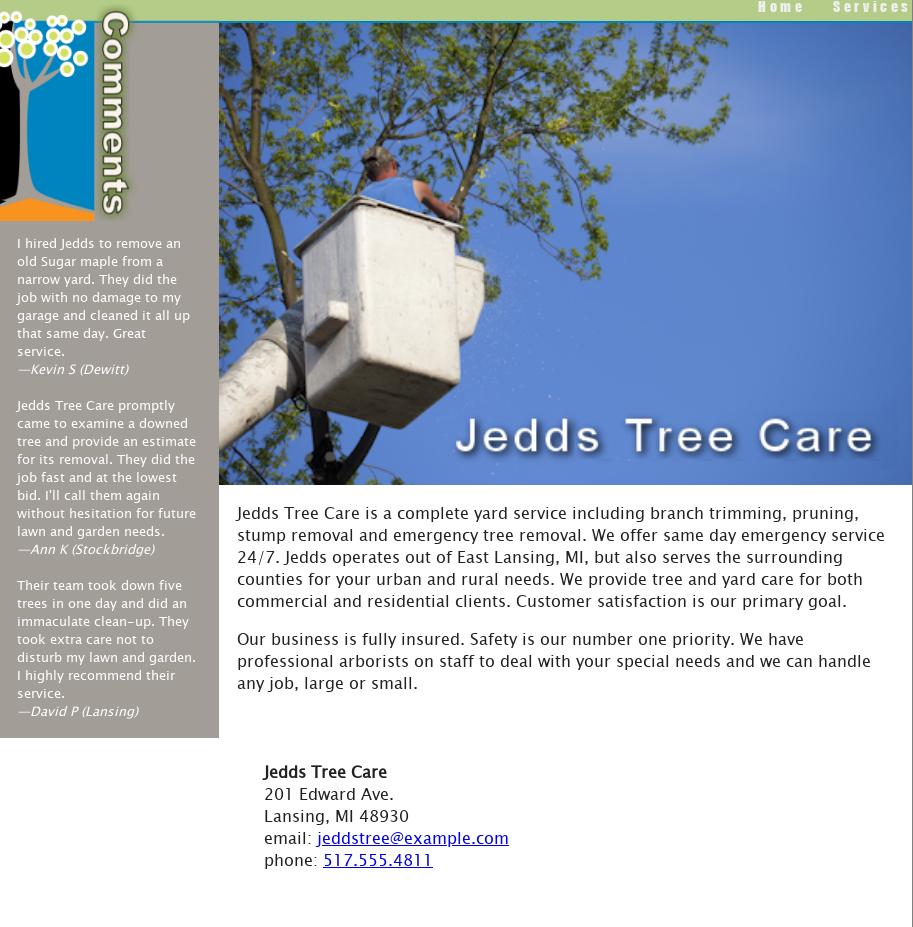 Home Services
Comments
I hired Jedds to remove an
old Sugar maple from a
narrow yard. They did the
job with no damage to my
garage and cleaned it all up
that same day. Great
service.
—Kevin S (Dewitt)
Jedds Tree Care promptly
came to examine a downed
tree and provide an estimate
for its removal. They did the
job fast and at the lowest
bid. I'll call them again
without hesitation for future
lawn and garden needs.
—Ann K (Stockbridge)
Their team took down five
trees in one day and did an
immaculate clean-up. They
took extra care not to
disturb my lawn and garden.
I highly recommend their
service.
—David P (Lansing)
Jedds Tree Care
Jedds Tree Care is a complete yard service including branch trimming, pruning,
stump removal and emergency tree removal. We offer same day emergency service
24/7. Jedds operates out of East Lansing, MI, but also serves the surrounding
counties for your urban and rural needs. We provide tree and yard care for both
commercial and residential clients. Customer satisfaction is our primary goal.
Our business is fully insured. Safety is our number one priority. We have
professional arborists on staff to deal with your special needs and we can handle
any job, large or small.
Jedds Tree Care
201 Edward Ave.
Lansing, MI 48930
email: jeddstree@example.com
phone: 517.555.4811